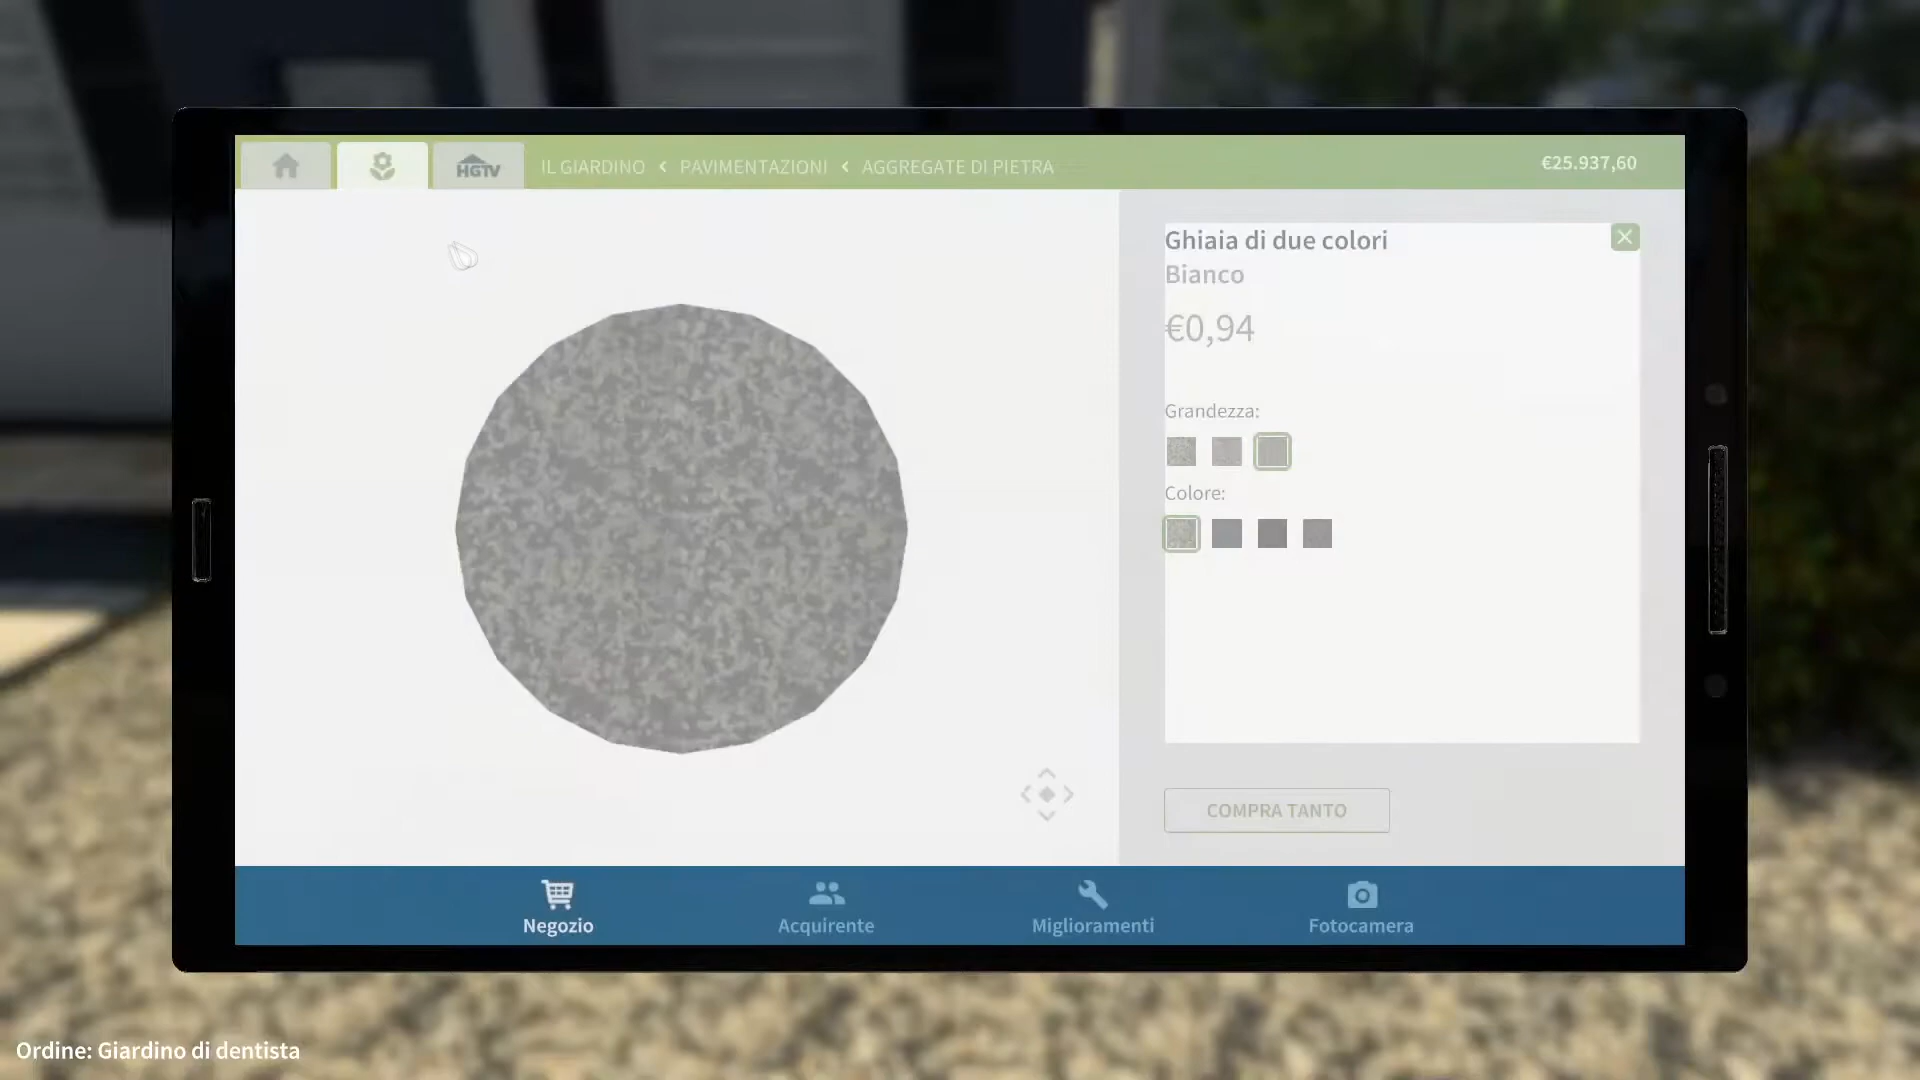 HGTV
IL GIARDINO < PAVIMENTAZIONI < AGGREGATE DI PIETRA
€25.937,60
Ghiaia di due colori
Bianco
€0,94
Grandezza:
Colore:
COMPRA TANTO
Negozio
Acquirente
Miglioramenti
Fotocamera
Ordine: Giardino di dentista